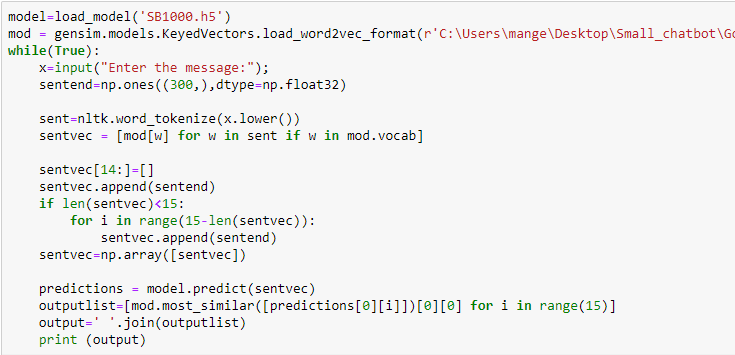 model=load_model('SB1000.h5')
mod = gensim.models.KeyedVectors.load_word2vec_format(r'C:\Users\mange\Desktop\Small_chatbot\Go
while(True):
    x=input("Enter the message:");
    sentend=np.ones((300,),dtype=np.float32)

    sent=nltk.word_tokenize(x.lower())
    sentvec = [mod[w] for w in sent if w in mod.vocab]

    sentvec[14:]=[]
    sentvec.append(sentend)
    if len(sentvec)<15:
        for i in range(15-len(sentvec)):
            sentvec.append(sentend)
    sentvec=np.array([sentvec])

    predictions = model.predict(sentvec)
    outputlist=[mod.most_similar([predictions[0][i]])[0][0] for i in range(15)]
    output=' '.join(outputlist)
    print (output)